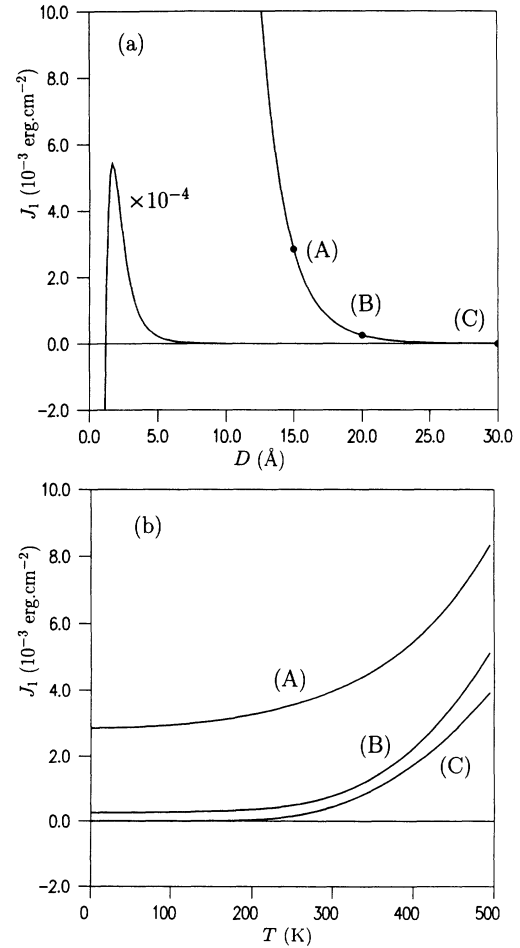 10.0
(a)
8.0
6.0
×10⁻⁴
4.0
(A)
2.0
(B)
(C)
0.0
−2.0
J₁ (10⁻³ erg.cm⁻²)
0.0 5.0 10.0 15.0 20.0 25.0 30.0
D (Å)
10.0
(b)
8.0
6.0
(A)
4.0
(B)
(C)
2.0
0.0
−2.0
J₁ (10⁻³ erg.cm⁻²)
0 100 200 300 400 500
T (K)